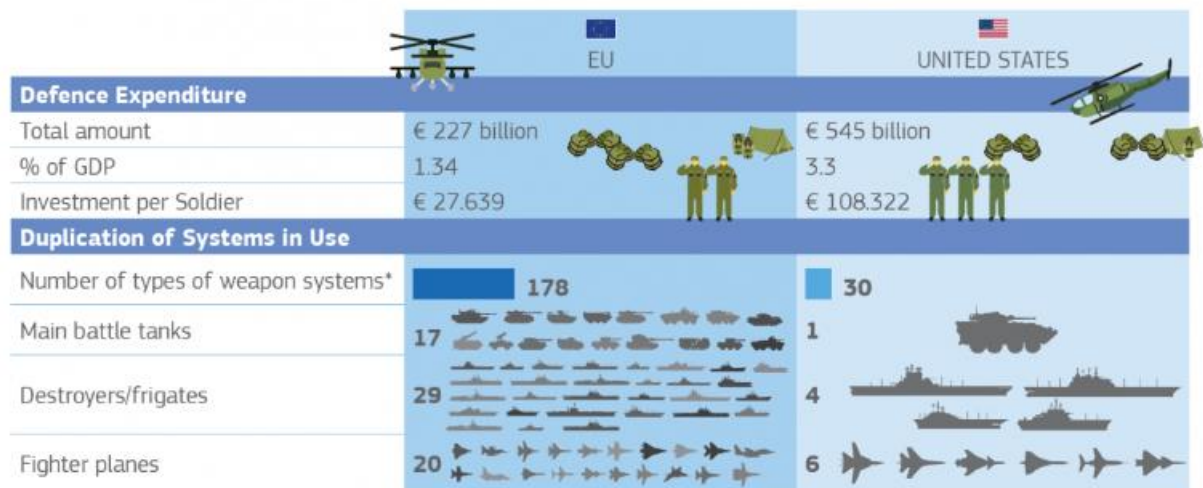 EU
UNITED STATES
Defence Expenditure
Total amount € 227 billion € 545 billion
% of GDP 1.34 3.3
Investment per Soldier € 27.639 € 108.322
Duplication of Systems in Use
Number of types of weapon systems* 178 30
Main battle tanks 17 1
Destroyers/frigates 29 4
Fighter planes 20 6